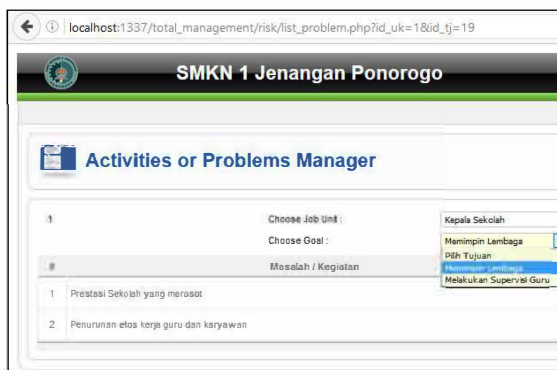 localhost:1337/total_management/risk/list_problem.php?id_uk=1&id_tj=19
SMKN 1 Jenangan Ponorogo
Activities or Problems Manager
1 Choose Job Unit : Kepala Sekolah
Choose Goal : Memimpin Lembaga
Pilih Tujuan
# Masalah / Kegiatan Memimpin Lembaga
Melakukan Supervisi Guru
1 Prestasi Sekolah yang merosot
2 Penurunan etos kerja guru dan karyawan